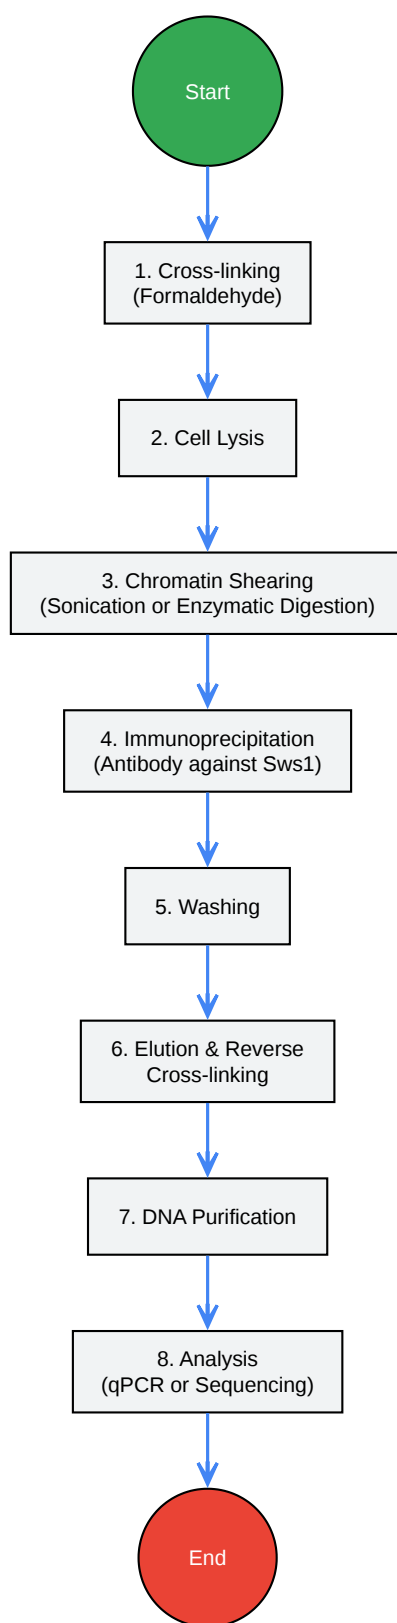 Start
1. Cross-linking
(Formaldehyde)
2. Cell Lysis
3. Chromatin Shearing
(Sonication or Enzymatic Digestion)
4. Immunoprecipitation
(Antibody against Sws1)
5. Washing
6. Elution & Reverse
Cross-linking
7. DNA Purification
8. Analysis
(qPCR or Sequencing)
End